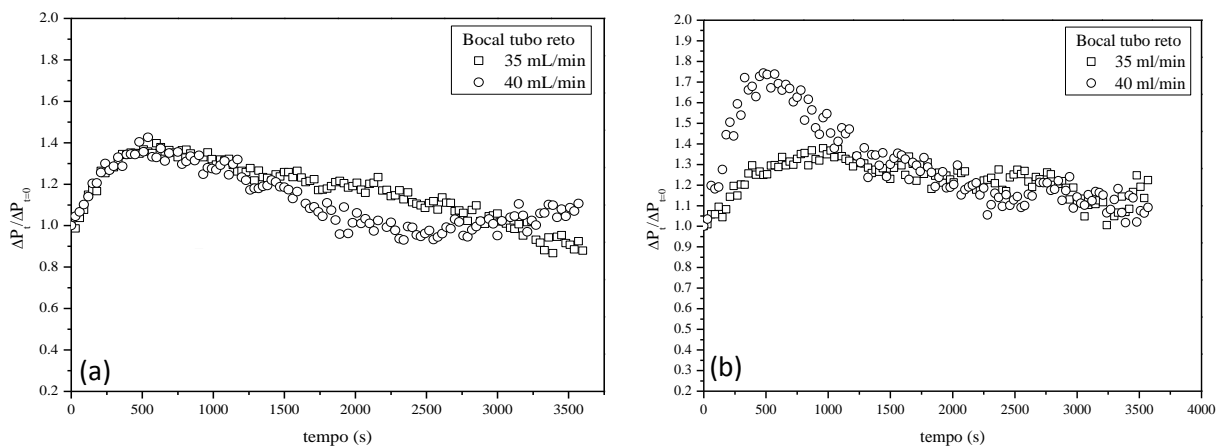 Bocal tubo reto
35 mL/min
40 mL/min
2.0
1.8
1.6
1.4
1.2
1.0
0.8
0.6
0.4
0.2
ΔPt/ΔPt=0
(a)
0 500 1000 1500 2000 2500 3000 3500
tempo (s)
Bocal tubo reto
35 ml/min
40 ml/min
2.0
1.9
1.8
1.7
1.6
1.5
1.4
1.3
1.2
1.1
1.0
0.9
0.8
0.7
0.6
0.5
0.4
0.3
0.2
ΔPt/ΔPt=0
(b)
0 500 1000 1500 2000 2500 3000 3500 4000
tempo (s)